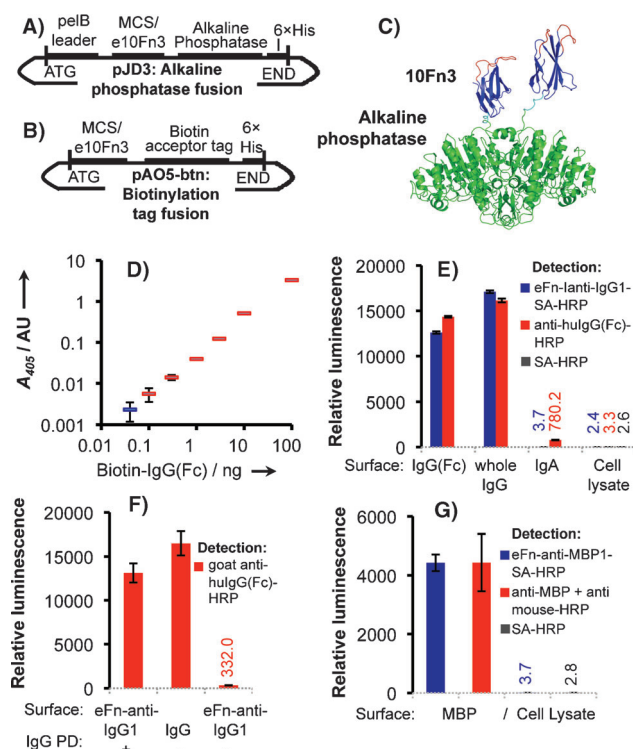 A)
pelB leader
MCS/ e10Fn3
Alkaline Phosphatase
6×His
ATG
pJD3: Alkaline phosphatase fusion
END
B)
MCS/ e10Fn3
Biotin acceptor tag
6× His
ATG
pAO5-btn: Biotinylation tag fusion
END
C)
10Fn3
Alkaline phosphatase
D)
A405 / AU
10
1
0.1
0.01
0.001
0.01
0.1
1
10
100
Biotin-IgG(Fc) / ng
E)
Relative luminescence
20000
15000
10000
5000
0
Detection:
eFn-Ianti-IgG1-SA-HRP
anti-huIgG(Fc)-HRP
SA-HRP
3.7
780.2
2.4
3.3
2.6
Surface: IgG(Fc) whole IgG IgA Cell lysate
F)
Relative luminescence
20000
15000
10000
5000
0
Detection:
goat anti-huIgG(Fc)-HRP
332.0
Surface: eFn-anti-IgG1 IgG eFn-anti-IgG1
IgG PD:
G)
Relative luminescence
6000
4000
2000
0
Detection:
eFn-anti-MBP1-SA-HRP
anti-MBP + anti mouse-HRP
SA-HRP
3.7
2.8
Surface: MBP / Cell Lysate